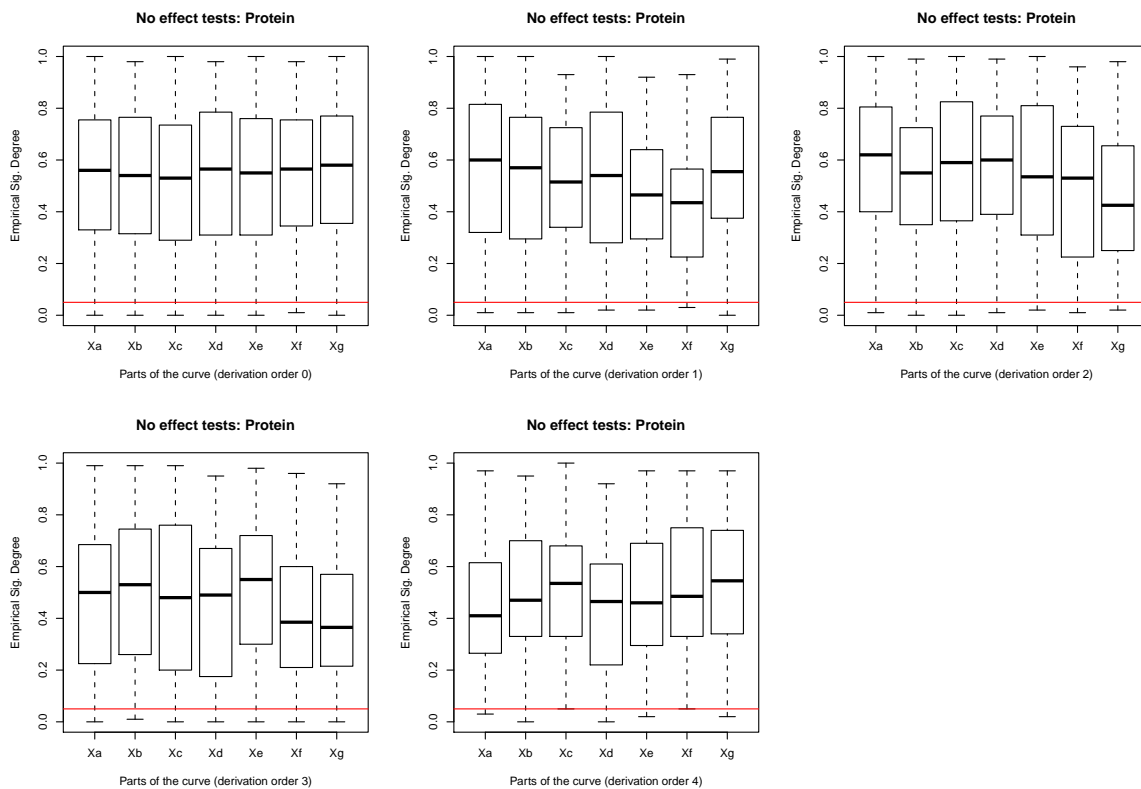 No effect tests: Protein
Empirical Sig. Degree
0.0 0.2 0.4 0.6 0.8 1.0
Xa Xb Xc Xd Xe Xf Xg
Parts of the curve (derivation order 0)
No effect tests: Protein
Empirical Sig. Degree
0.0 0.2 0.4 0.6 0.8 1.0
Xa Xb Xc Xd Xe Xf Xg
Parts of the curve (derivation order 1)
No effect tests: Protein
Empirical Sig. Degree
0.0 0.2 0.4 0.6 0.8 1.0
Xa Xb Xc Xd Xe Xf Xg
Parts of the curve (derivation order 2)
No effect tests: Protein
Empirical Sig. Degree
0.0 0.2 0.4 0.6 0.8 1.0
Xa Xb Xc Xd Xe Xf Xg
Parts of the curve (derivation order 3)
No effect tests: Protein
Empirical Sig. Degree
0.0 0.2 0.4 0.6 0.8 1.0
Xa Xb Xc Xd Xe Xf Xg
Parts of the curve (derivation order 4)